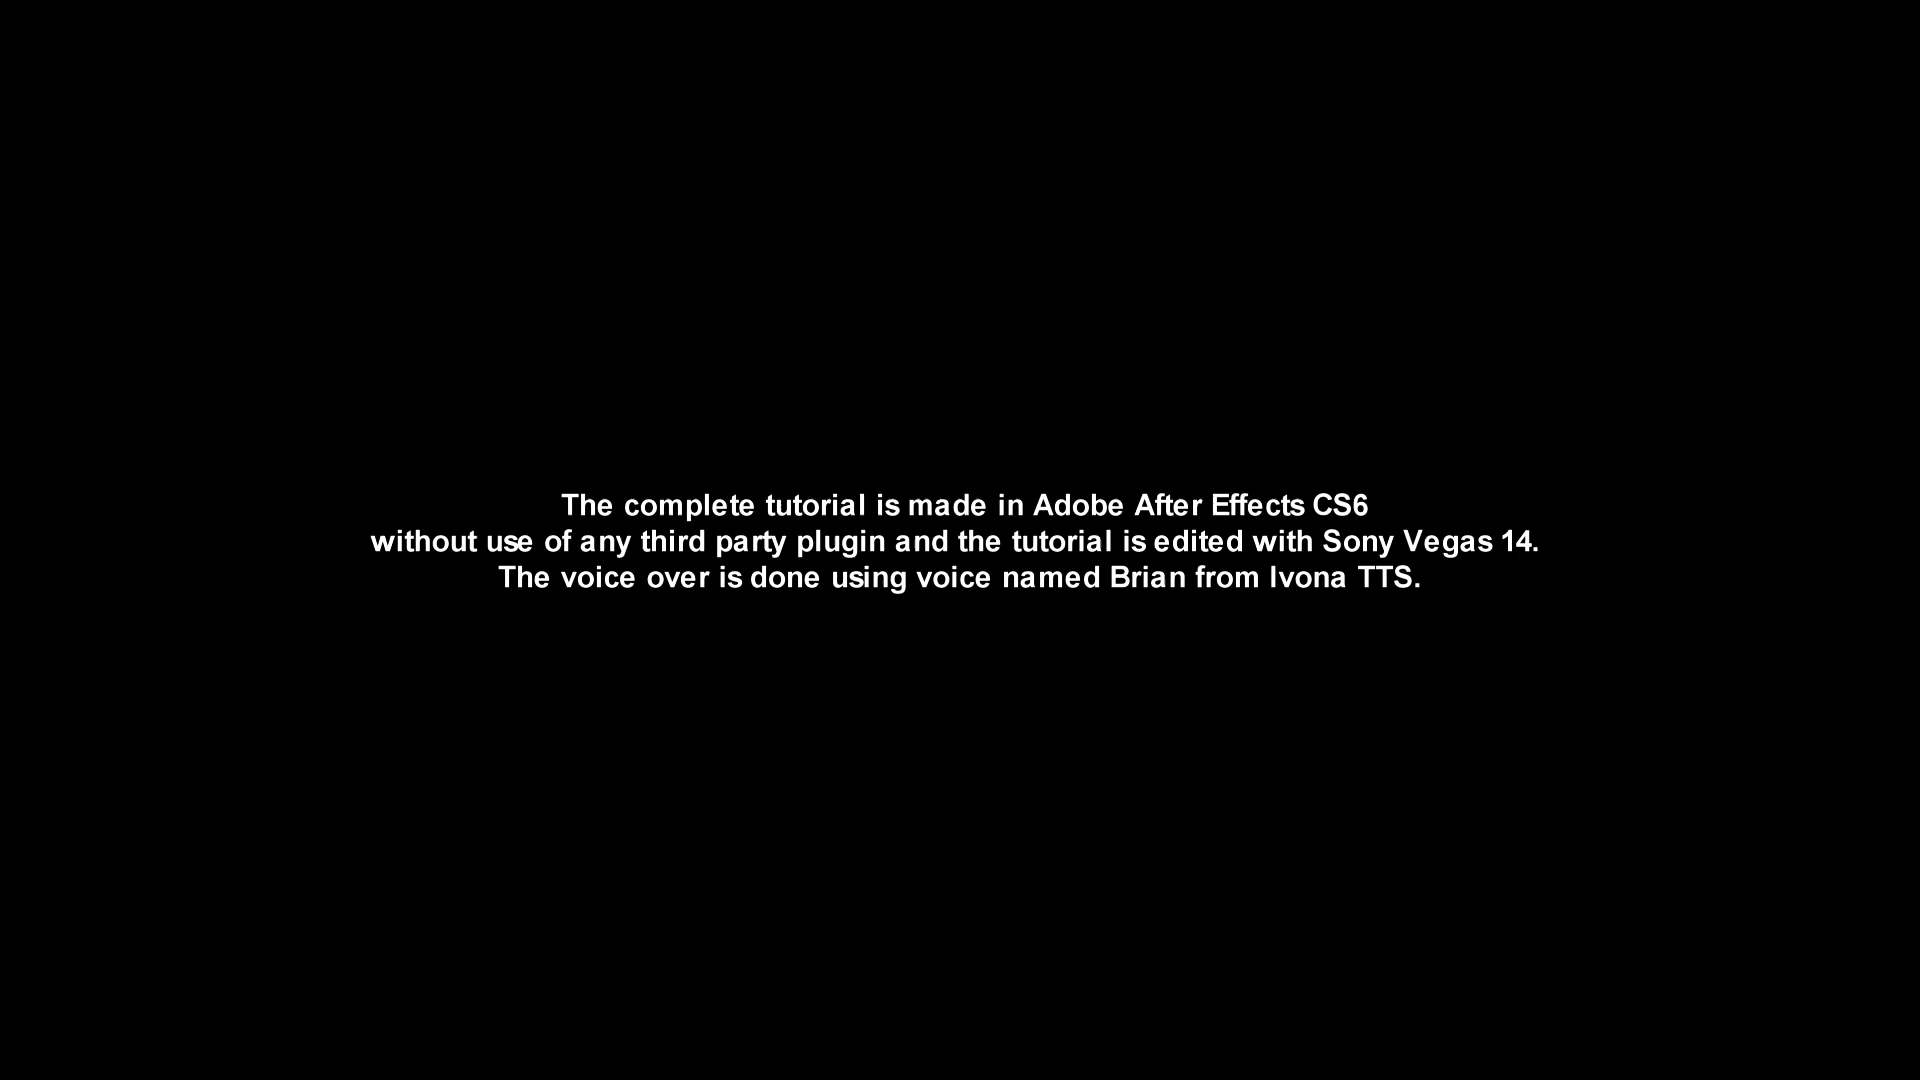 The complete tutorial is made in Adobe After Effects CS6
without use of any third party plugin and the tutorial is edited with Sony Vegas 14.
The voice over is done using voice named Brian from Ivona TTS.